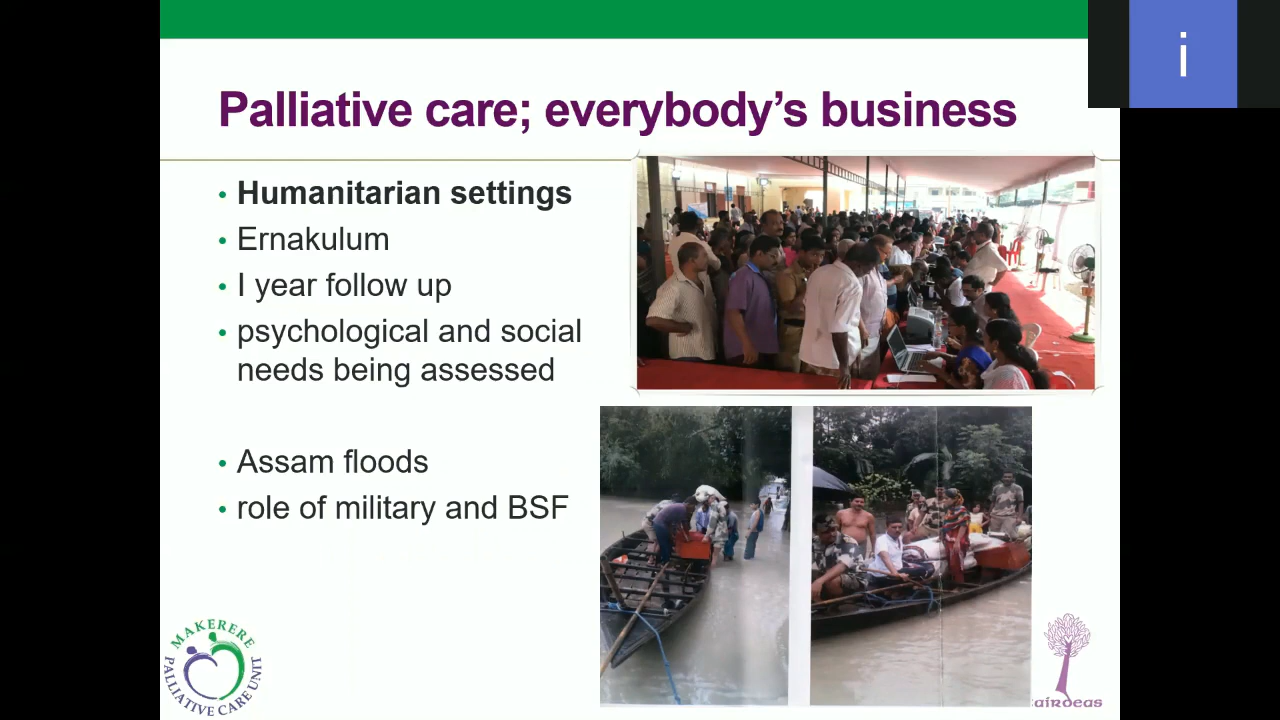 i
Palliative care; everybody’s business
• Humanitarian settings
• Ernakulum
• I year follow up
• psychological and social
needs being assessed
• Assam floods
• role of military and BSF
MAKERERE
PALLIATIVE CARE UNIT